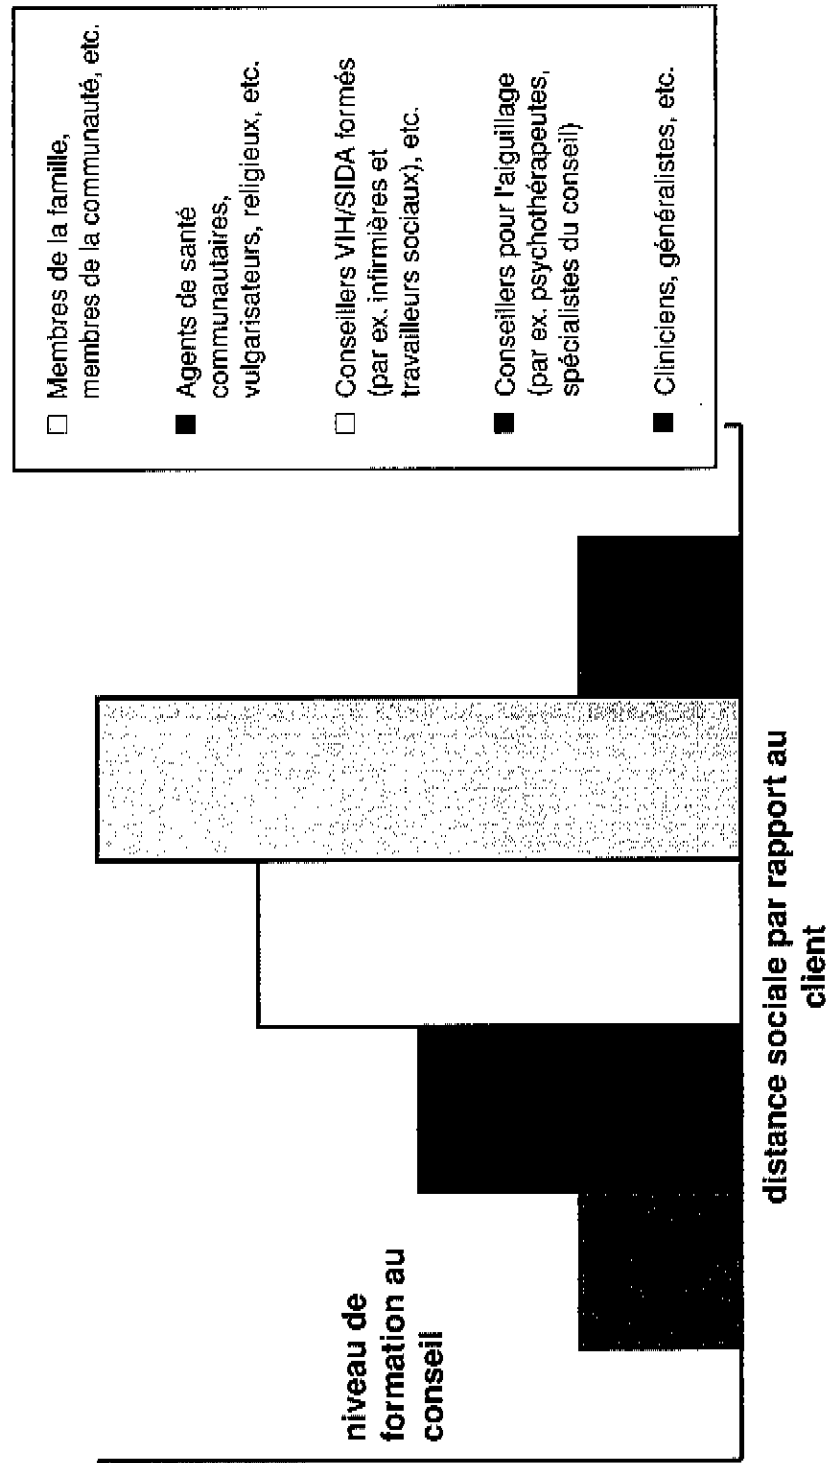 niveau de
formation au
conseil
distance sociale par rapport au
client
Membres de la famille,
membres de la communauté, etc.
Agents de santé
communautaires,
vulgarisateurs, religieux, etc.
Conseillers VIH/SIDA formés
(par ex. infirmières et
travailleurs sociaux), etc.
Conseillers pour l'aiguillage
(par ex. psychothérapeutes,
spécialistes du conseil)
Cliniciens, généralistes, etc.